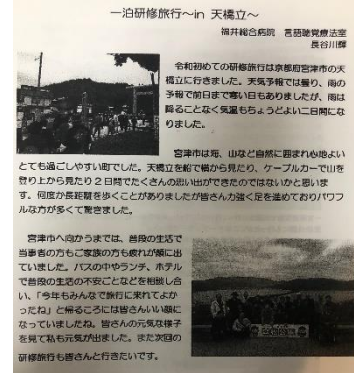 一泊研修旅行～in 天橋立～
福井総合病院 言語聴覚療法室
長谷川輝
令和初めての研修旅行は京都府宮津市の天
橋立に行きました。天気予報では曇り、雨の
予報で前日まで寒い日もありましたが、雨は
降ることなく気温もちょうどよい二日間にな
りました。
宮津市は海、山など自然に囲まれ心地よい
とても過ごしやすい町でした。天橋立を船で横から見たり、ケーブルカーで山を
登り上から見たり２日間でたくさんの思い出ができたのではないかと思いま
す。何度か長距離を歩くことがありましたが皆さん力強く足を進めておりパワフ
ルな方が多くて驚きました。
宮津市へ向かうまでは、普段の生活で
当事者の方もご家族の方も疲れが顔に出
ていました。バスの中やランチ、ホテル
で普段の生活の不安ごとなどを相談し合
い、「今年もみんなで旅行に来れてよか
ったね」と帰るころには皆さんいい顔に
なっていましたね。皆さんの元気な様子
を見て私も元気が出ました。また次回の
研修旅行も皆さんと行きたいです。